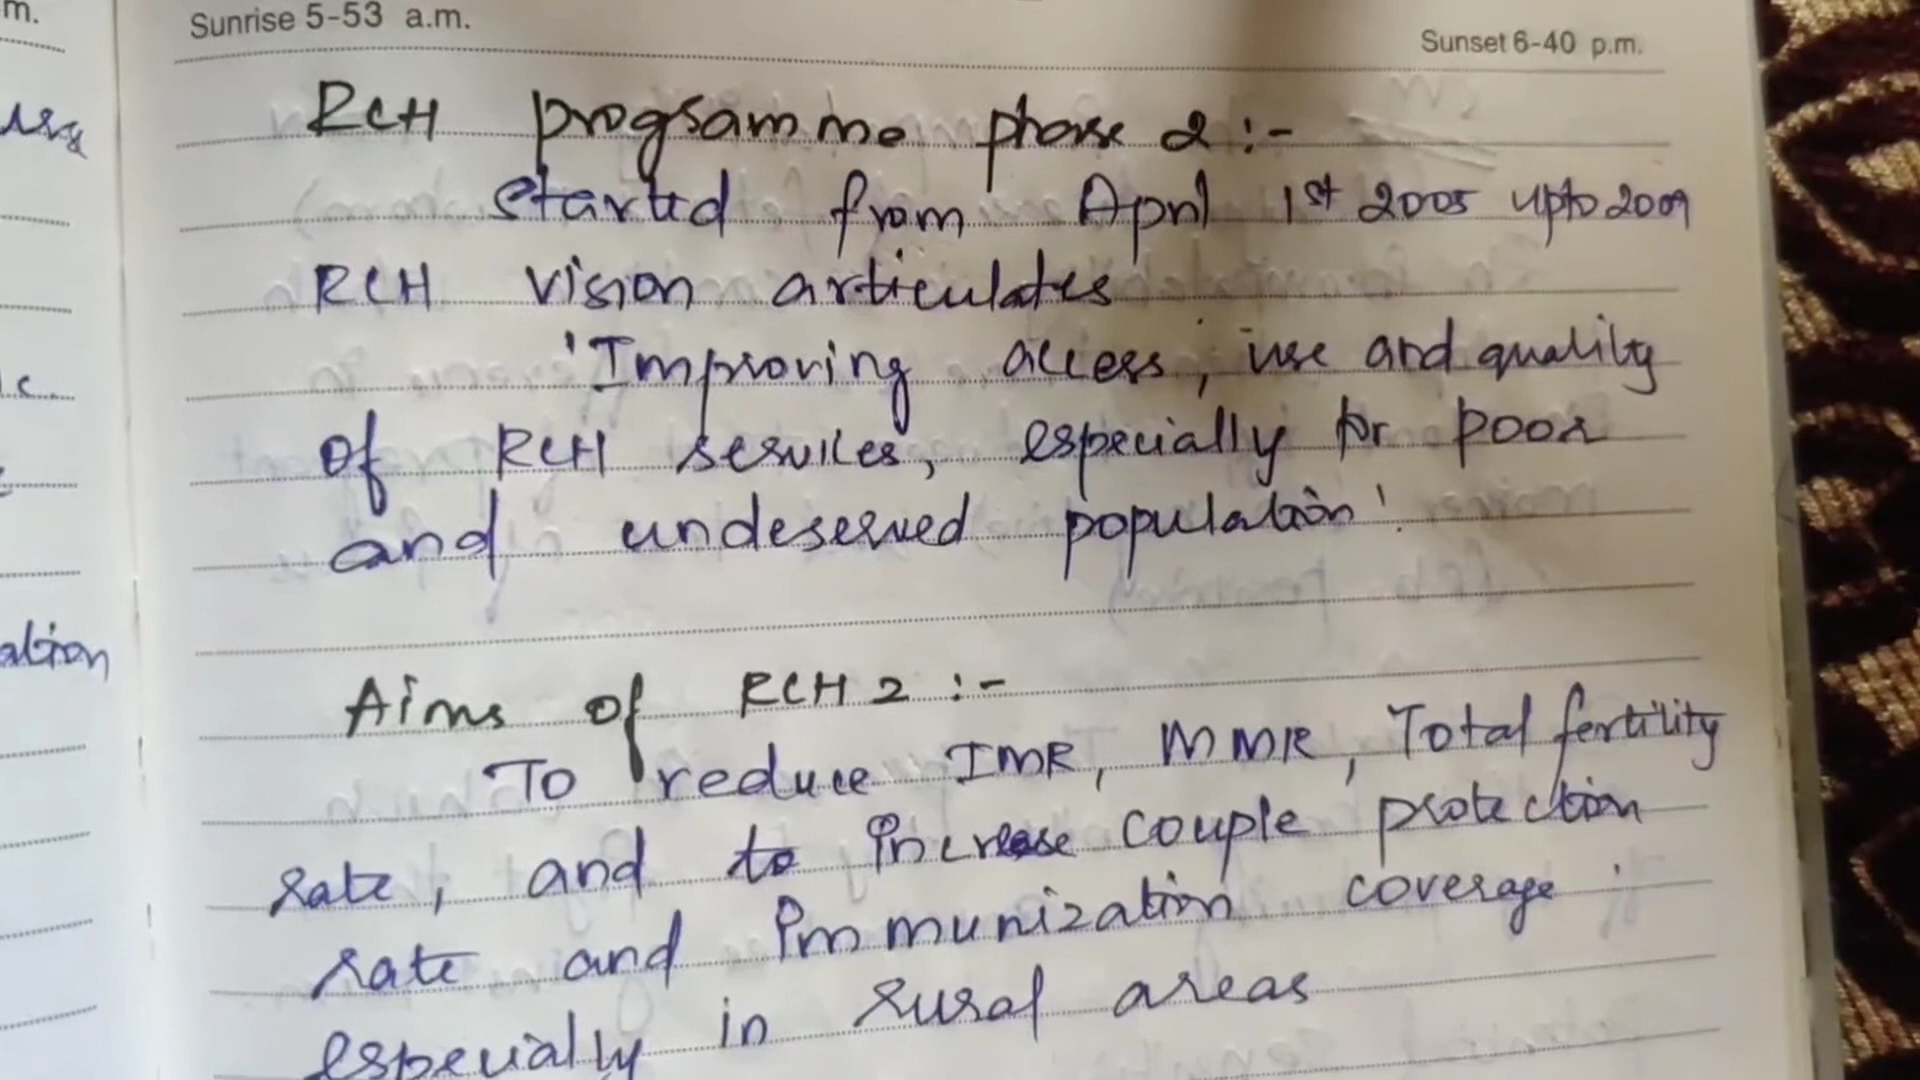 m.
Sunrise 5-53 a.m.
Sunset 6-40 p.m.
RCH programme phase 2 :-
started from April 1st 2005 upto 2009
RCH vision articulates
'Improving access, use and quality
of RCH services, especially for poor
and undeserved population'.
ation
Aims of RCH 2 :-
To reduce IMR, MMR, Total fertility
rate, and to increase couple protection
rate and Immunization coverage
especially in rural areas